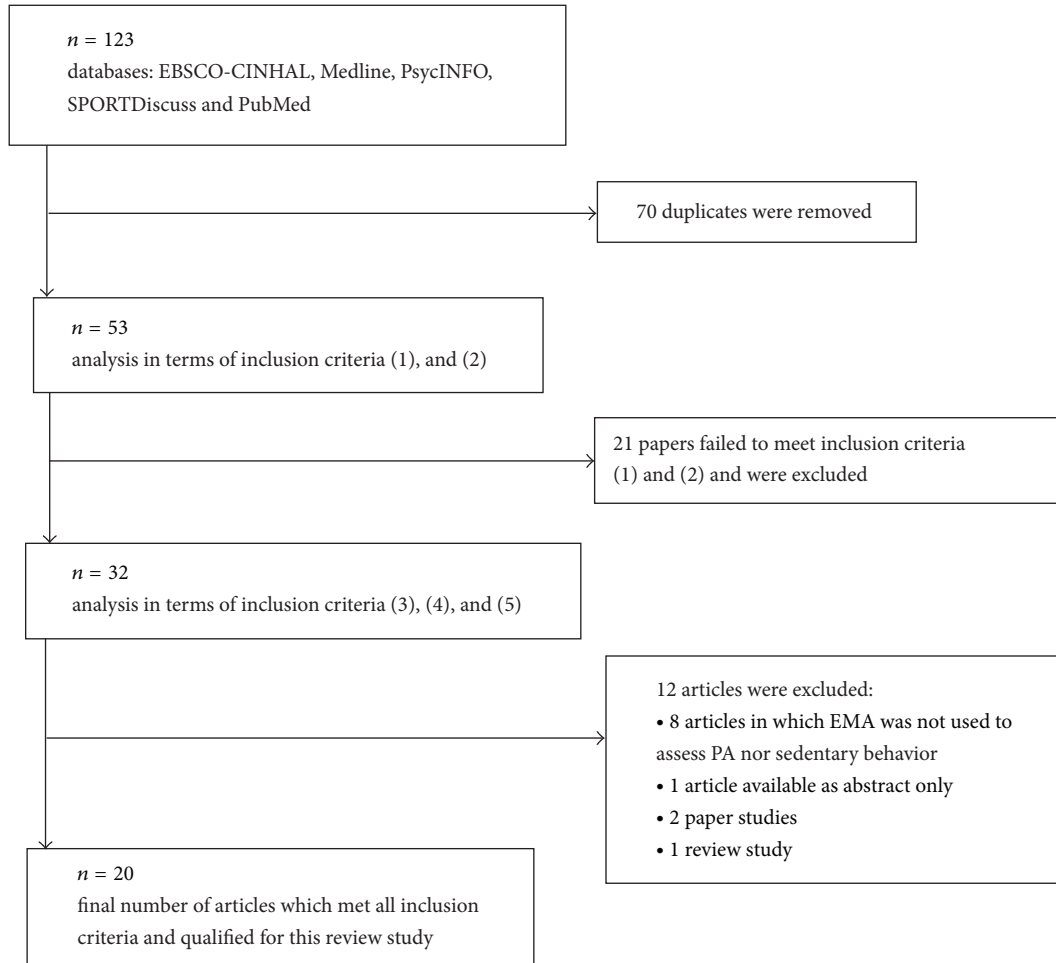 n = 123
databases: EBSCO-CINHAL, Medline, PsycINFO,
SPORTDiscuss and PubMed
70 duplicates were removed
n = 53
analysis in terms of inclusion criteria (1), and (2)
21 papers failed to meet inclusion criteria
(1) and (2) and were excluded
n = 32
analysis in terms of inclusion criteria (3), (4), and (5)
12 articles were excluded:
• 8 articles in which EMA was not used to
assess PA nor sedentary behavior
• 1 article available as abstract only
• 2 paper studies
• 1 review study
n = 20
final number of articles which met all inclusion
criteria and qualified for this review study